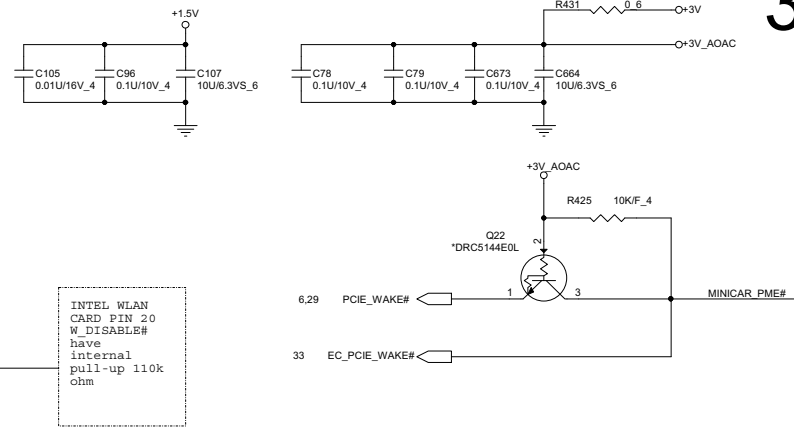 +1.5V
R431 0_6 +3V
+3V_AOAC
C105
0.01U/16V_4
C96
0.1U/10V_4
C107
10U/6.3VS_6
C78
0.1U/10V_4
C79
0.1U/10V_4
C673
0.1U/10V_4
C664
10U/6.3VS_6
+3V_AOAC
R425 10K/F_4
Q22
*DRC5144E0L
2
1
3
6,29 PCIE_WAKE#
MINICAR_PME#
33 EC_PCIE_WAKE#
INTEL WLAN
CARD PIN 20
W_DISABLE#
have
internal
pull-up 110k
ohm